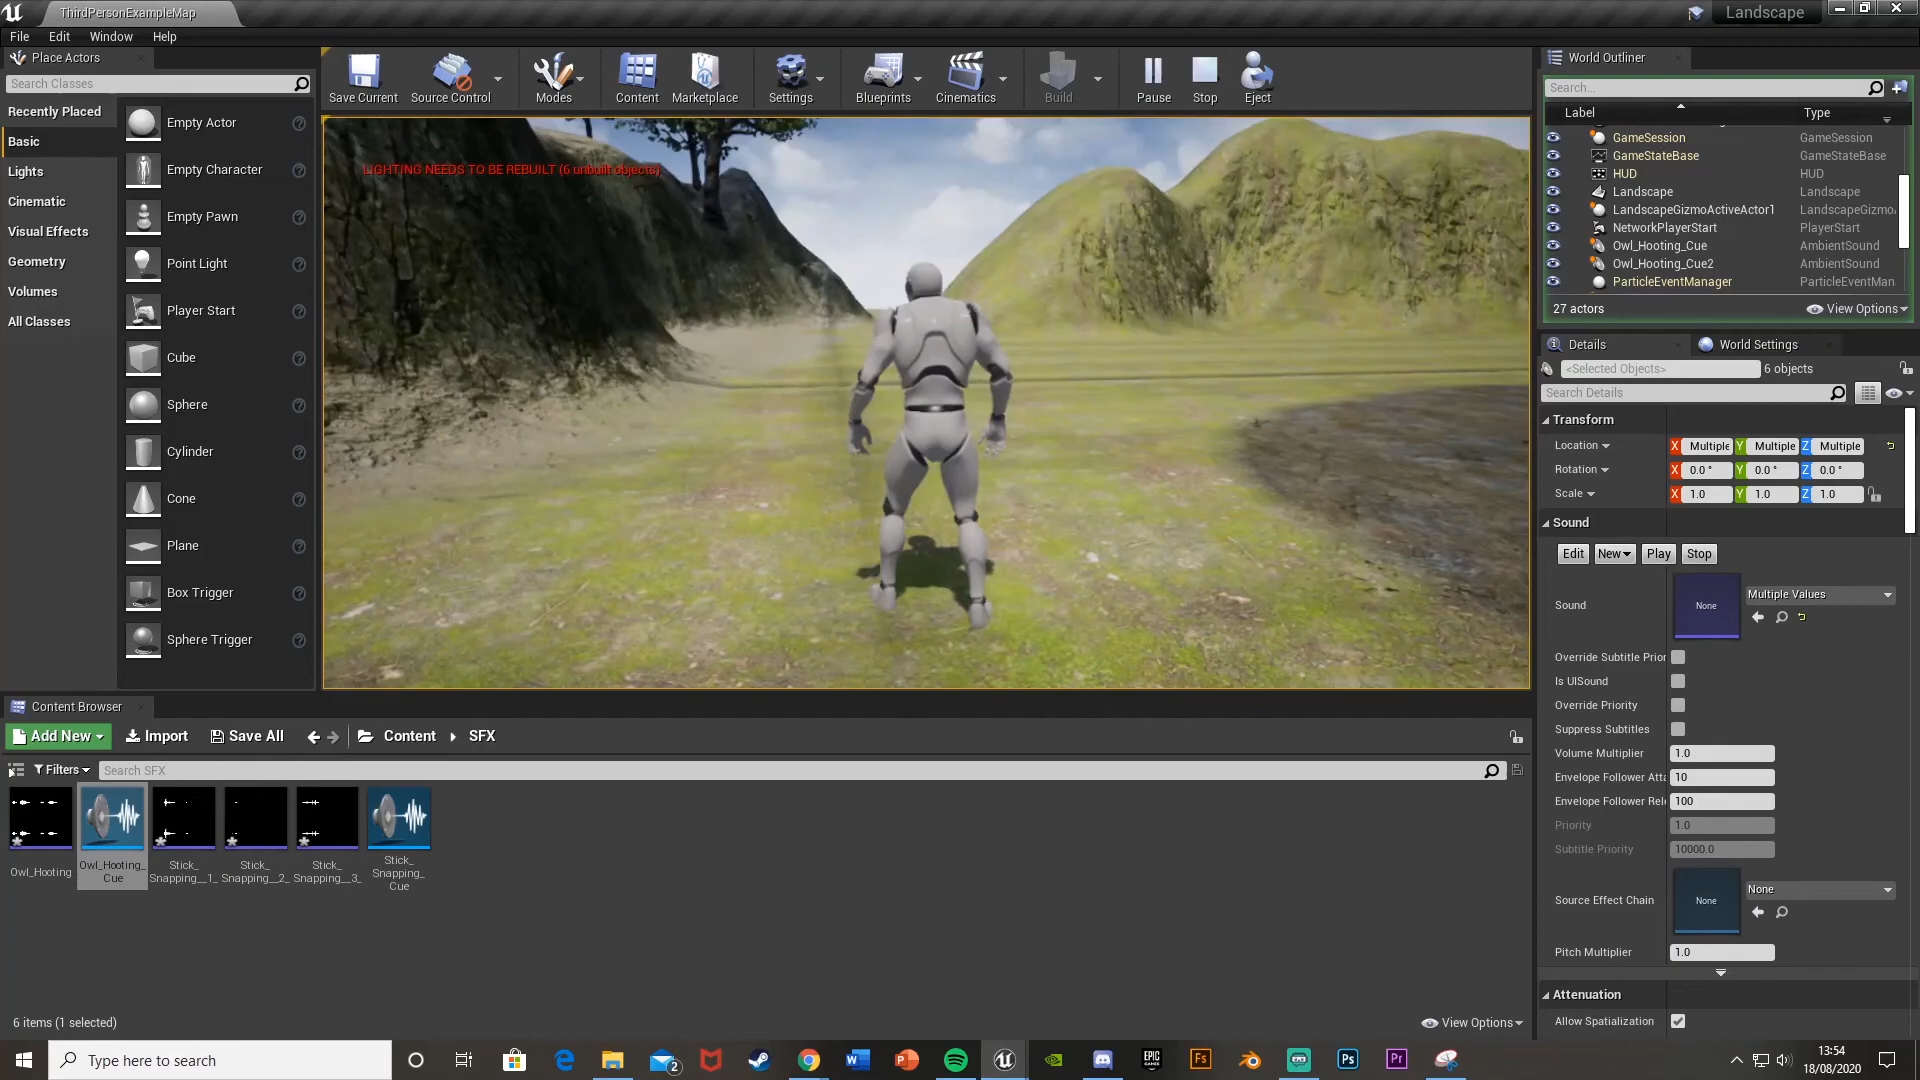 ThirdPersonExampleMap
Landscape
File Edit Window Help
Place Actors
Search Classes
Recently Placed
Basic
Lights
Cinematic
Visual Effects
Geometry
Volumes
All Classes
Empty Actor
Empty Character
Empty Pawn
Point Light
Player Start
Cube
Sphere
Cylinder
Cone
Plane
Box Trigger
Sphere Trigger
Save Current
Source Control
Modes
Content
Marketplace
Settings
Blueprints
Cinematics
Build
Pause
Stop
Eject
LIGHTING NEEDS TO BE REBUILT (6 unbuilt objects)
World Outliner
Search...
Label Type
GameSession GameSession
GameStateBase GameStateBase
HUD HUD
Landscape Landscape
LandscapeGizmoActiveActor1 LandscapeGizmo
NetworkPlayerStart PlayerStart
Owl_Hooting_Cue AmbientSound
Owl_Hooting_Cue2 AmbientSound
ParticleEventManager ParticleEventMan
27 actors View Options
Details World Settings
<Selected Objects> 6 objects
Search Details
Transform
Location X Multiple Y Multiple Z Multiple
Rotation X 0.0 ° Y 0.0 ° Z 0.0 °
Scale X 1.0 Y 1.0 Z 1.0
Sound
Edit New Play Stop
Sound None Multiple Values
Override Subtitle Prior
Is UISound
Override Priority
Suppress Subtitles
Volume Multiplier 1.0
Envelope Follower Atta 10
Envelope Follower Rel 100
Priority 1.0
Subtitle Priority 10000.0
Source Effect Chain None None
Pitch Multiplier 1.0
Attenuation
Allow Spatialization
Content Browser
Add New Import Save All Content SFX
Filters Search SFX
Owl_Hooting
Owl_Hooting_
Cue
Stick_
Snapping__1_
Stick_
Snapping__2_
Stick_
Snapping__3_
Stick_
Snapping_
Cue
6 items (1 selected)
View Options
Type here to search
2
EPIC
GAMES
Fs
Ps
Pr
13:54
18/08/2020